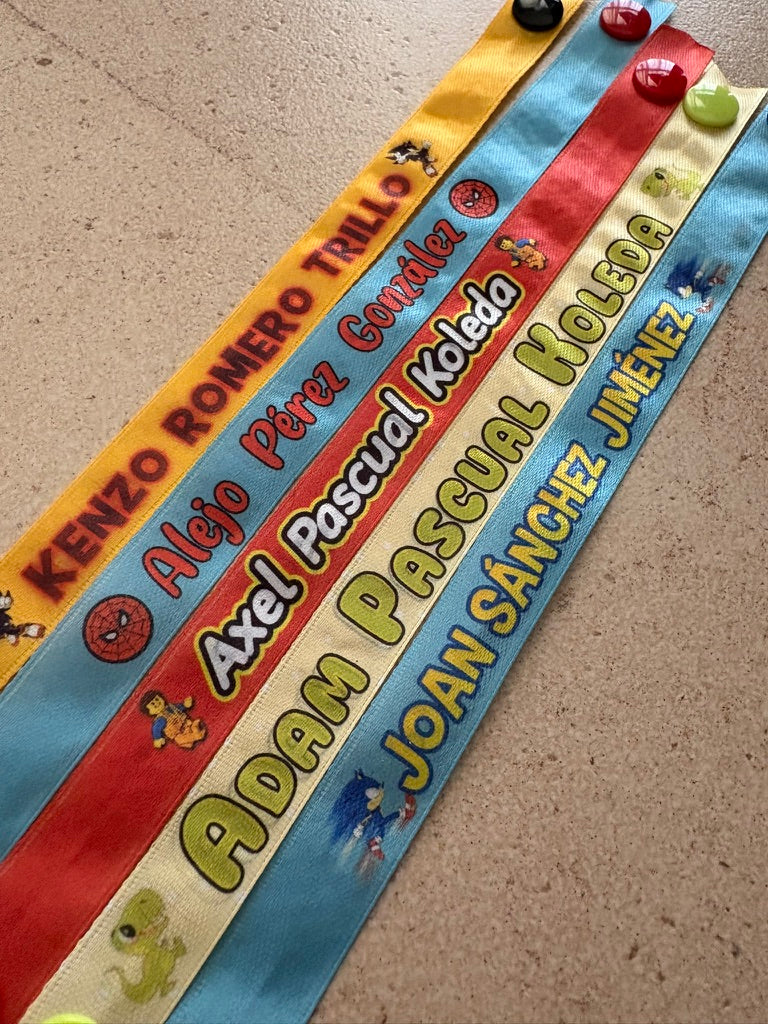 KENZO ROMERO TRILLO
Alejo Pérez González
Axel Pascual Koleda
ADAM PASCUAL KOLEDA
JOAN SÁNCHEZ JIMÉNEZ